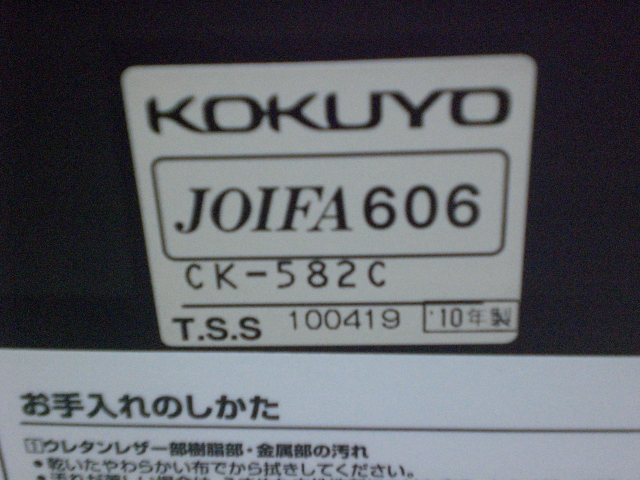 KOKUYO
JOIFA 606
CK-582C
T.S.S 100419 '10年製
お手入れのしかた
1 ウレタンレザー部樹脂部・金属部の汚れ
•乾いたやわらかい布でから拭きしてください。